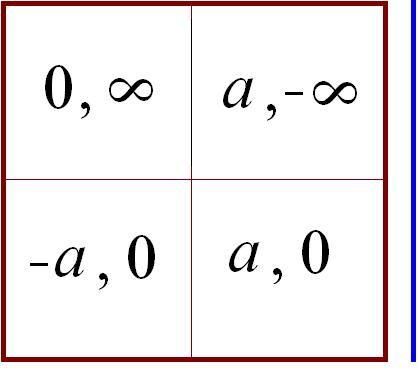 0, ∞ a, -∞
-a, 0 a, 0